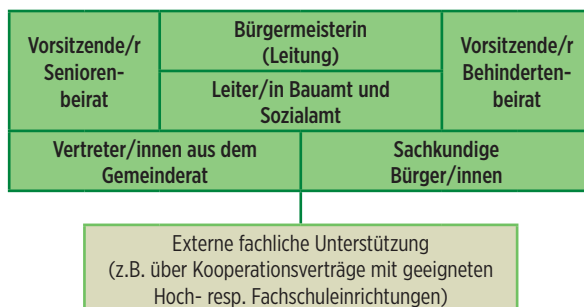 Vorsitzende/r
Senioren-
beirat
Bürgermeisterin
(Leitung)
Leiter/in Bauamt und
Sozialamt
Vorsitzende/r
Behinderten-
beirat
Vertreter/innen aus dem
Gemeinderat
Sachkundige
Bürger/innen
Externe fachliche Unterstützung
(z.B. über Kooperationsverträge mit geeigneten
Hoch- resp. Fachschuleinrichtungen)